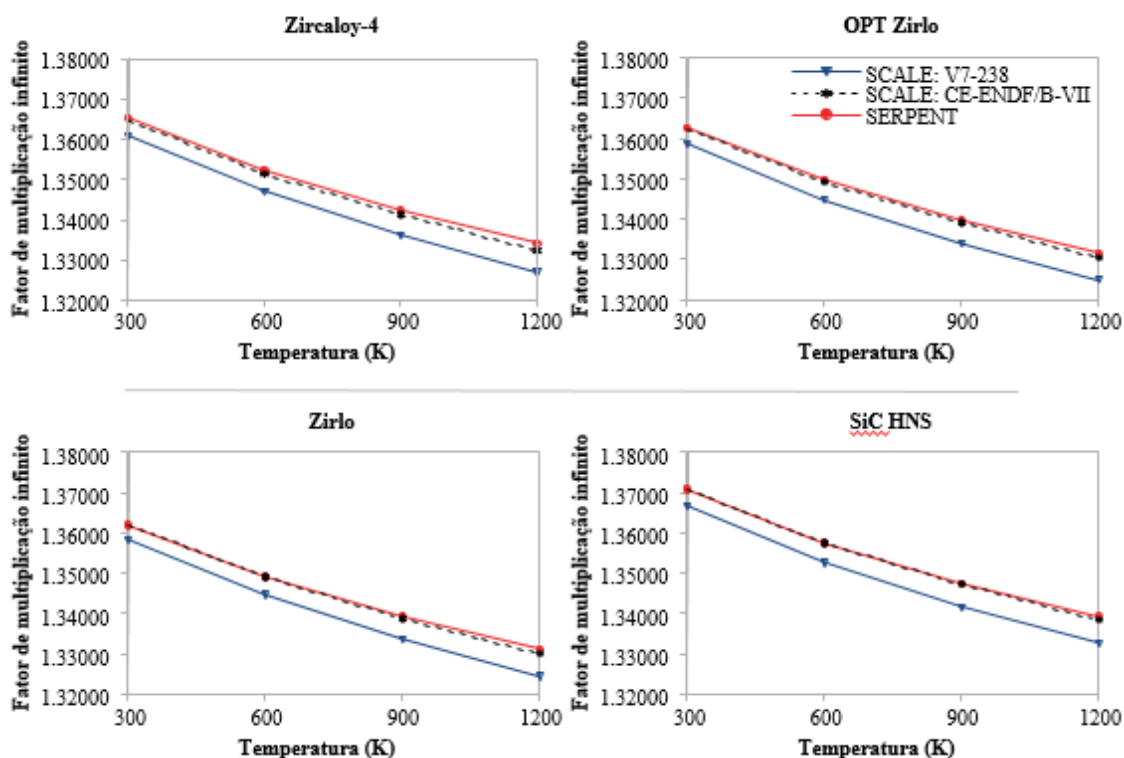 Zircaloy-4
Fator de multiplicação infinito
1.38000
1.37000
1.36000
1.35000
1.34000
1.33000
1.32000
300
600
900
1200
Temperatura (K)
OPT Zirlo
Fator de multiplicação infinito
1.38000
1.37000
1.36000
1.35000
1.34000
1.33000
1.32000
SCALE: V7-238
SCALE: CE-ENDF/B-VII
SERPENT
300
600
900
1200
Temperatura (K)
Zirlo
Fator de multiplicação infinito
1.38000
1.37000
1.36000
1.35000
1.34000
1.33000
1.32000
300
600
900
1200
Temperatura (K)
SiC HNS
Fator de multiplicação infinito
1.38000
1.37000
1.36000
1.35000
1.34000
1.33000
1.32000
300
600
900
1200
Temperatura (K)